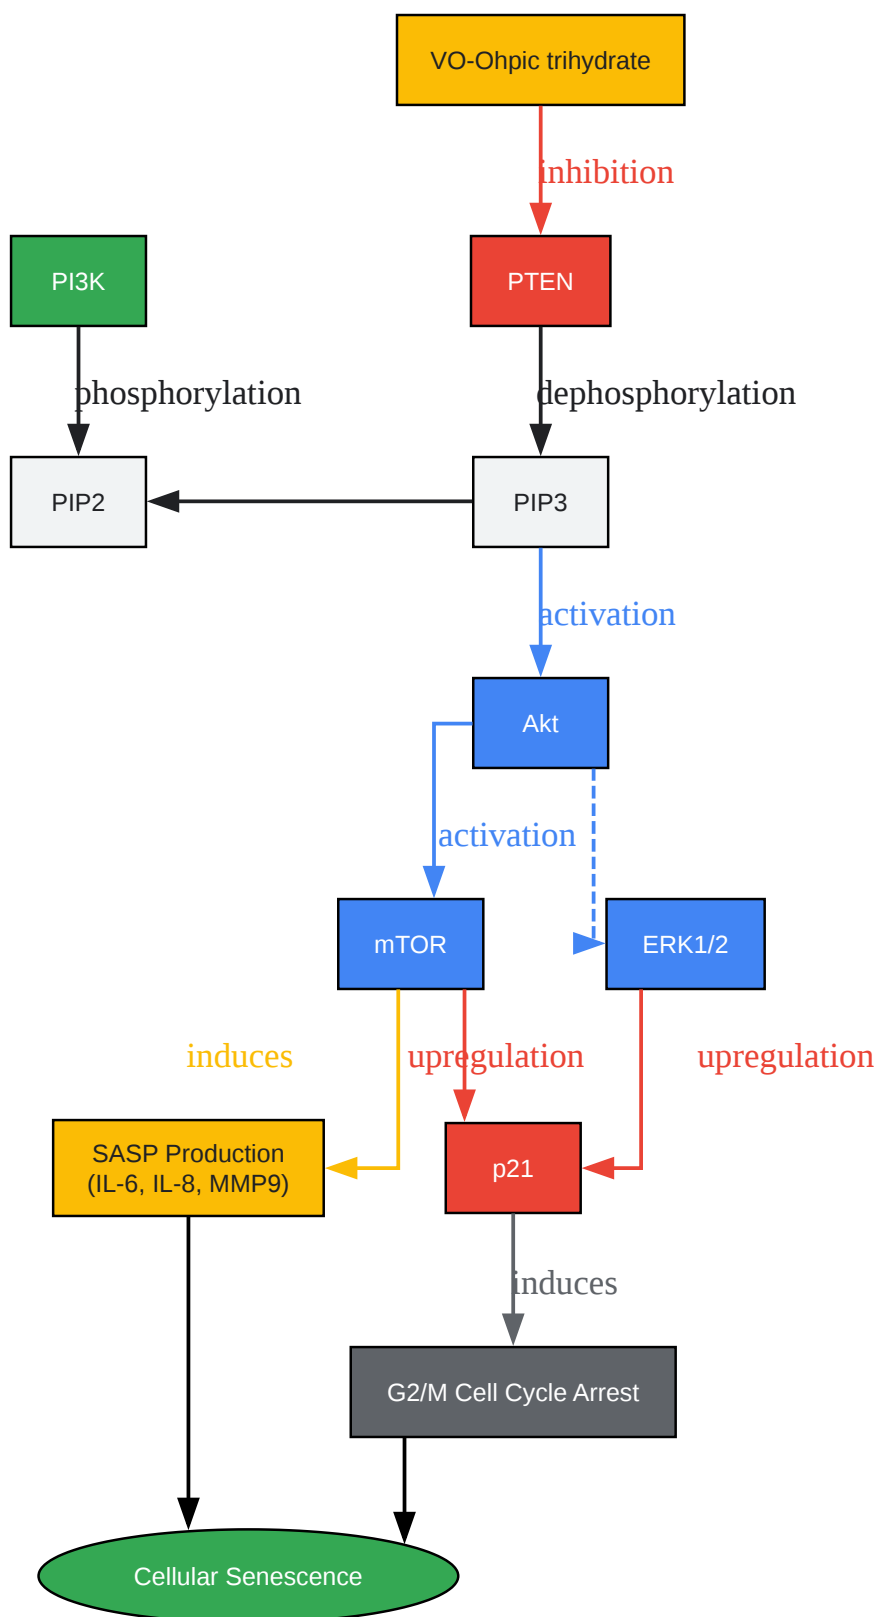 VO-Ohpic trihydrate
inhibition
PI3K
PTEN
phosphorylation
dephosphorylation
PIP2
PIP3
activation
Akt
activation
mTOR
ERK1/2
induces
upregulation
upregulation
SASP Production
(IL-6, IL-8, MMP9)
p21
induces
G2/M Cell Cycle Arrest
Cellular Senescence